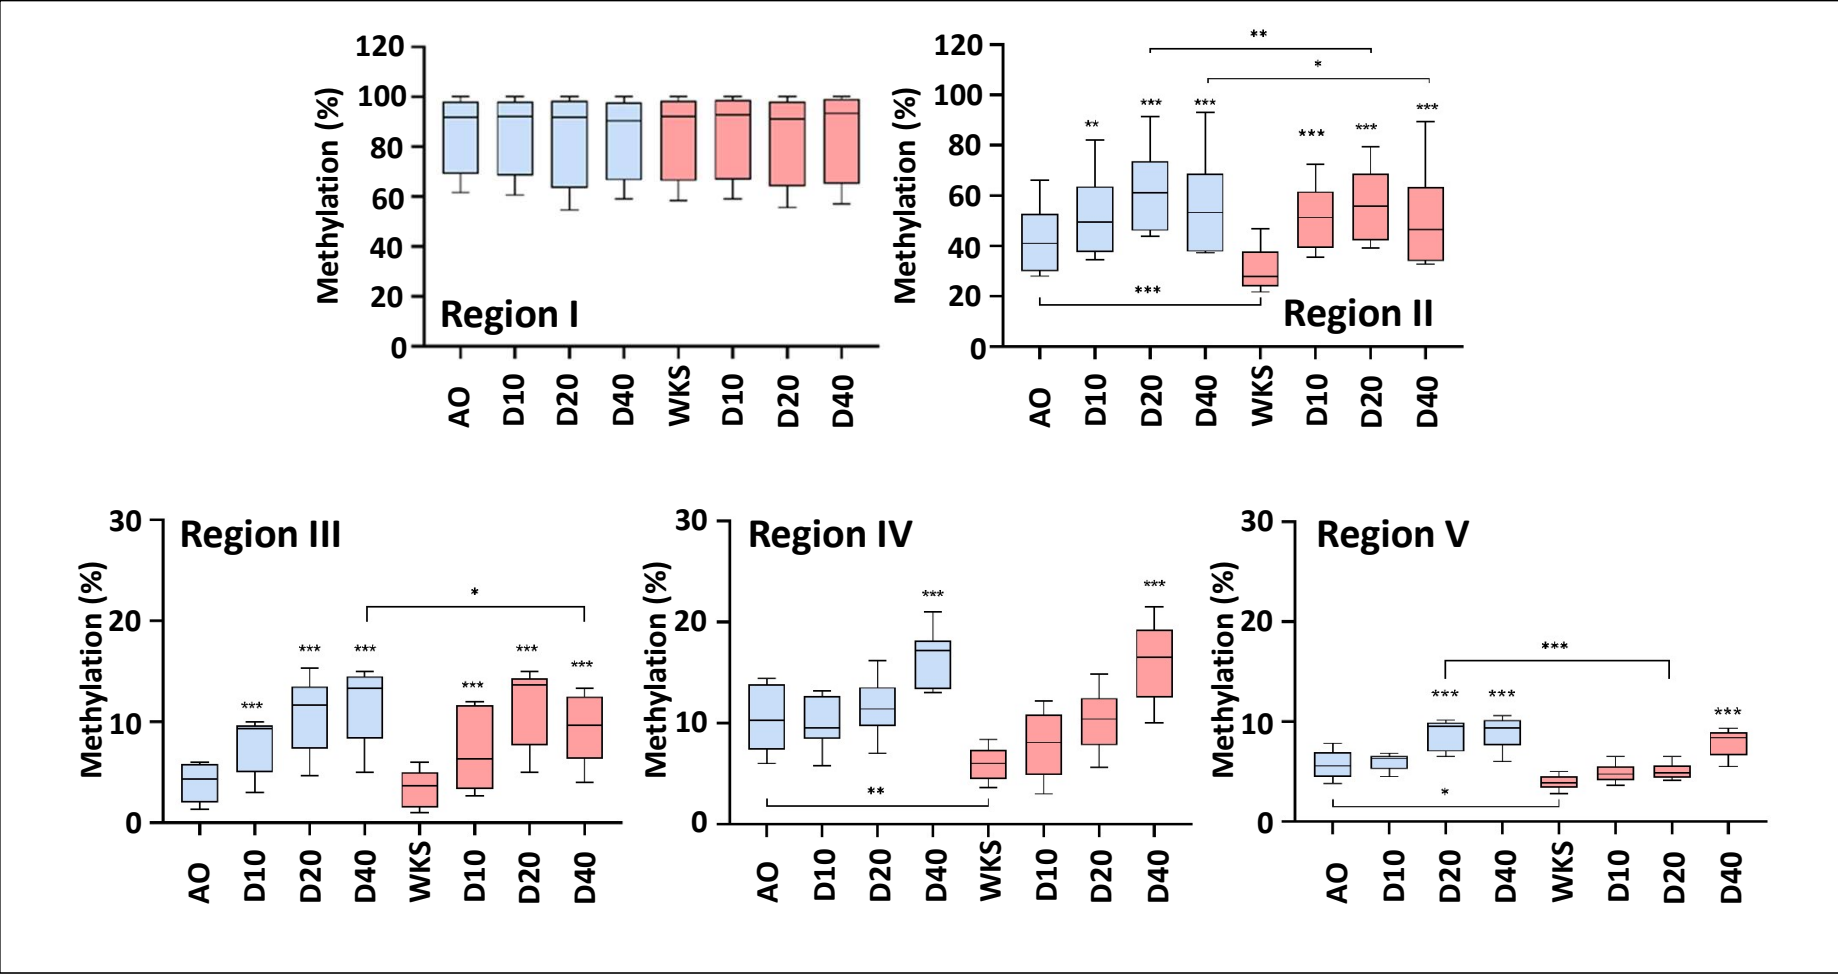 120
100
80
60
40
20
0
Methylation (%)
Region I
AO D10 D20 D40 WKS D10 D20 D40
120
100
80
60
40
20
0
Methylation (%)
**
*
** *** *** *** *** ***
***
Region II
AO D10 D20 D40 WKS D10 D20 D40
30
20
10
0
Methylation (%)
Region III
*
*** *** *** *** *** ***
AO D10 D20 D40 WKS D10 D20 D40
30
20
10
0
Methylation (%)
Region IV
*** ***
**
AO D10 D20 D40 WKS D10 D20 D40
30
20
10
0
Methylation (%)
Region V
***
*** *** ***
*
AO D10 D20 D40 WKS D10 D20 D40